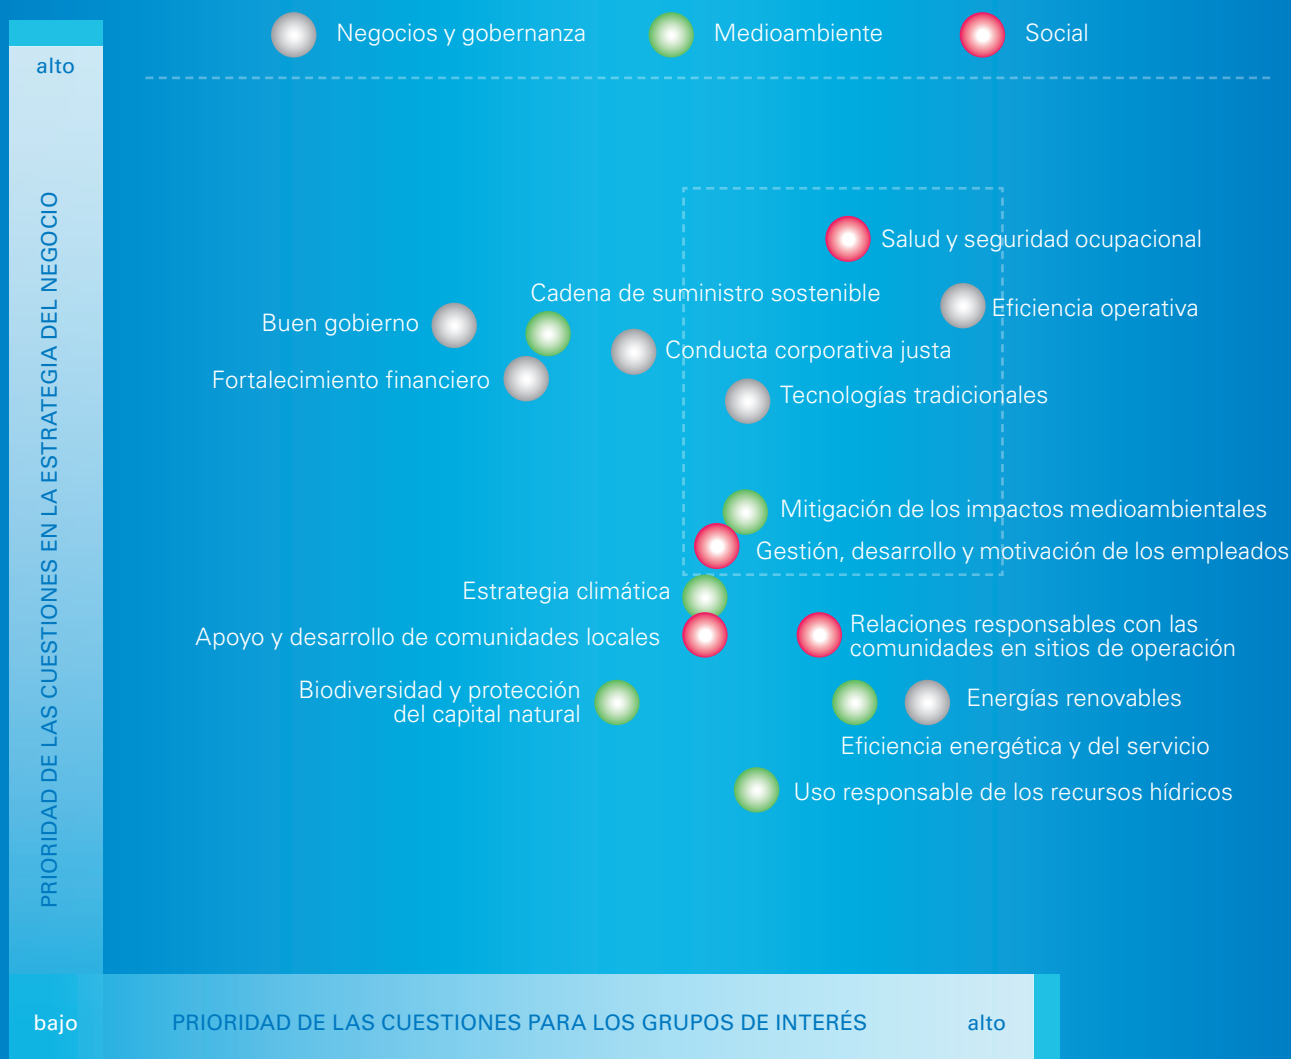 Negocios y gobernanza
Medioambiente
Social
alto
PRIORIDAD DE LAS CUESTIONES EN LA ESTRATEGIA DEL NEGOCIO
Salud y seguridad ocupacional
Cadena de suministro sostenible
Eficiencia operativa
Buen gobierno
Conducta corporativa justa
Fortalecimiento financiero
Tecnologías tradicionales
Mitigación de los impactos medioambientales
Gestión, desarrollo y motivación de los empleados
Estrategia climática
Apoyo y desarrollo de comunidades locales
Relaciones responsables con las
comunidades en sitios de operación
Biodiversidad y protección
del capital natural
Energías renovables
Eficiencia energética y del servicio
Uso responsable de los recursos hídricos
bajo
PRIORIDAD DE LAS CUESTIONES PARA LOS GRUPOS DE INTERÉS
alto